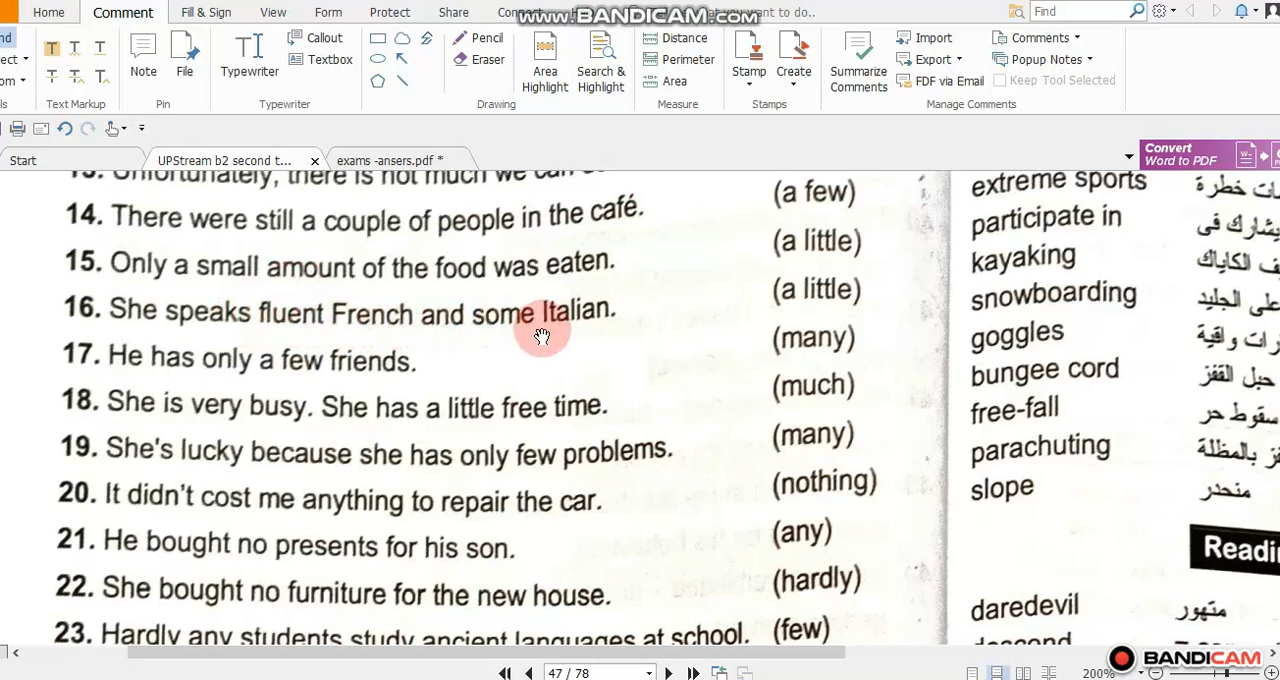 Home Comment Fill & Sign View Form Protect Share
www.BANDICAM.com
Find
Callout
Textbox
Note File Typewriter
Text Markup
Pin
Typewriter
Pencil
Eraser
Drawing
Area Highlight
Search & Highlight
Distance
Perimeter
Area
Measure
Stamp Create
Stamps
Summarize Comments
Import
Export
FDF via Email
Comments
Popup Notes
Keep Tool Selected
Manage Comments
Start
UPStream b2 second t...
exams -ansers.pdf *
Convert
Word to PDF
14. There were still a couple of people in the café. (a few)
15. Only a small amount of the food was eaten. (a little)
16. She speaks fluent French and some Italian. (a little)
17. He has only a few friends. (many)
18. She is very busy. She has a little free time. (much)
19. She's lucky because she has only few problems. (many)
20. It didn't cost me anything to repair the car. (nothing)
21. He bought no presents for his son. (any)
22. She bought no furniture for the new house. (hardly)
23. Hardly any students study ancient languages at school. (few)
extreme sports
participate in يشارك فى
kayaking
snowboarding
goggles
bungee cord حبل القفز
free-fall سقوط حر
parachuting
slope منحدر
daredevil متهور
descend
47 / 78
200%
BANDICAM